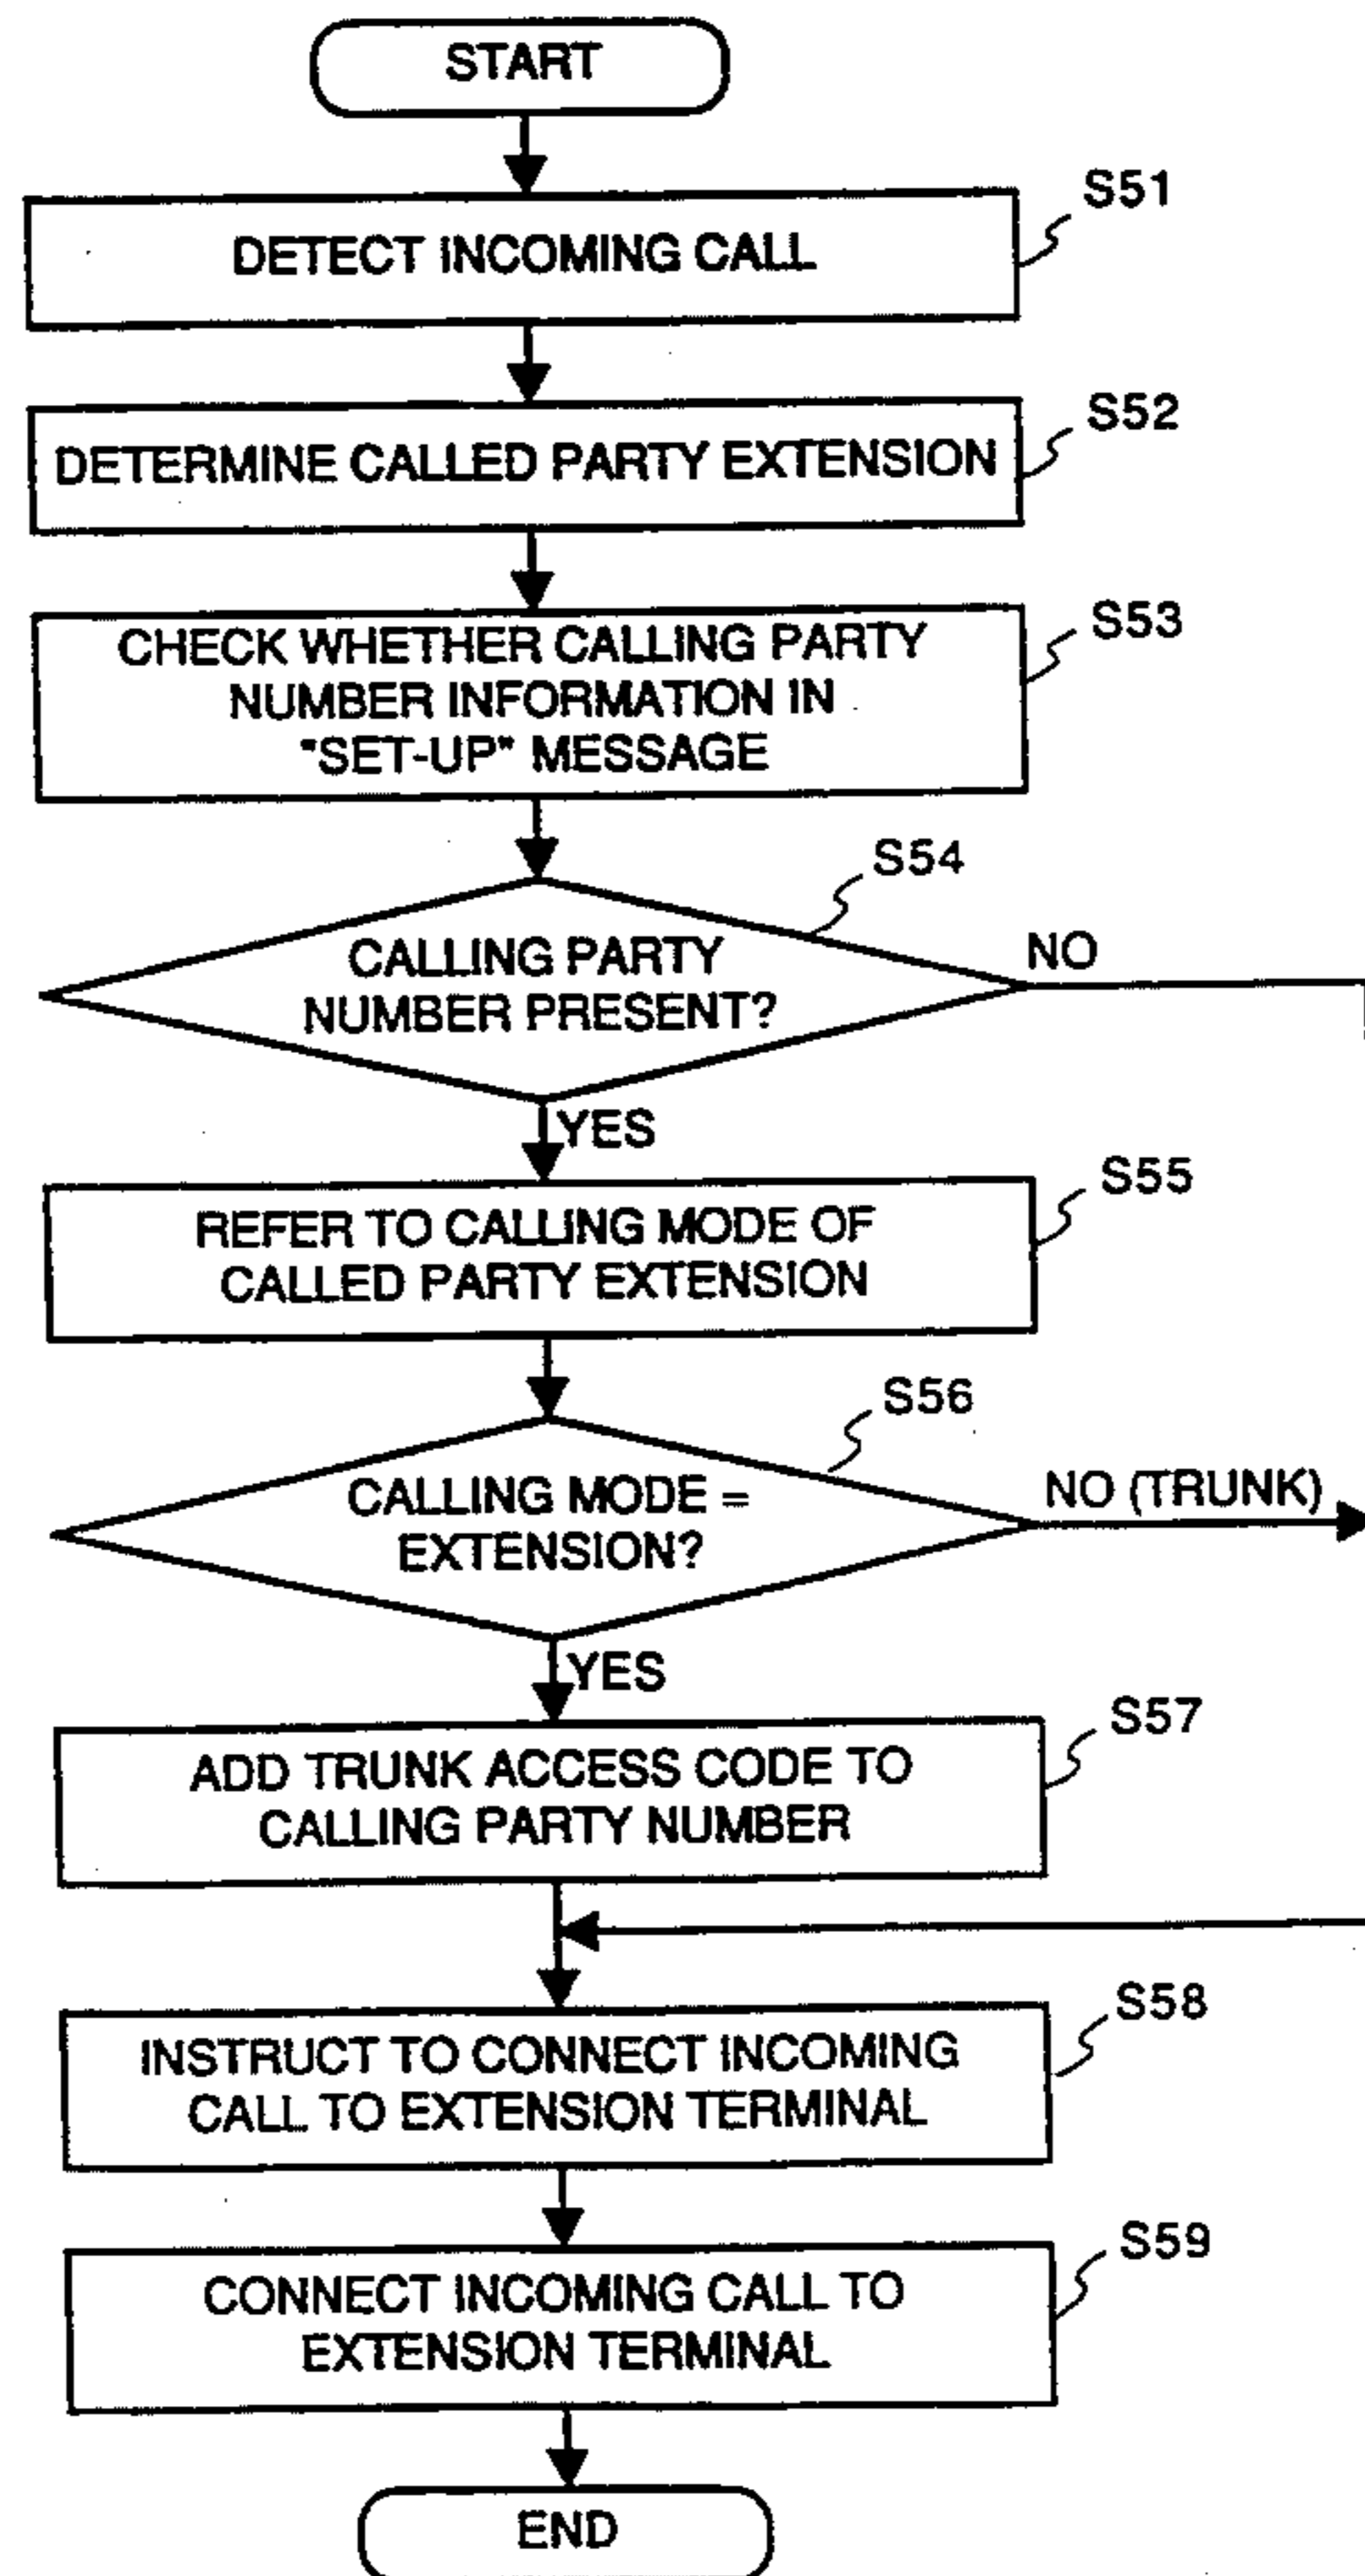 START
S51
DETECT INCOMING CALL
S52
DETERMINE CALLED PARTY EXTENSION
S53
CHECK WHETHER CALLING PARTY
NUMBER INFORMATION IN
"SET-UP" MESSAGE
S54
CALLING PARTY
NUMBER PRESENT?
NO
YES
S55
REFER TO CALLING MODE OF
CALLED PARTY EXTENSION
S56
CALLING MODE =
EXTENSION?
NO (TRUNK)
YES
S57
ADD TRUNK ACCESS CODE TO
CALLING PARTY NUMBER
S58
INSTRUCT TO CONNECT INCOMING
CALL TO EXTENSION TERMINAL
S59
CONNECT INCOMING CALL TO
EXTENSION TERMINAL
END